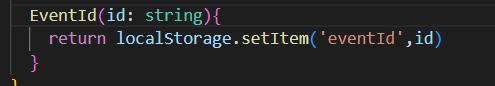 EventId(id: string){
return localStorage.setItem('eventId',id)
}
}